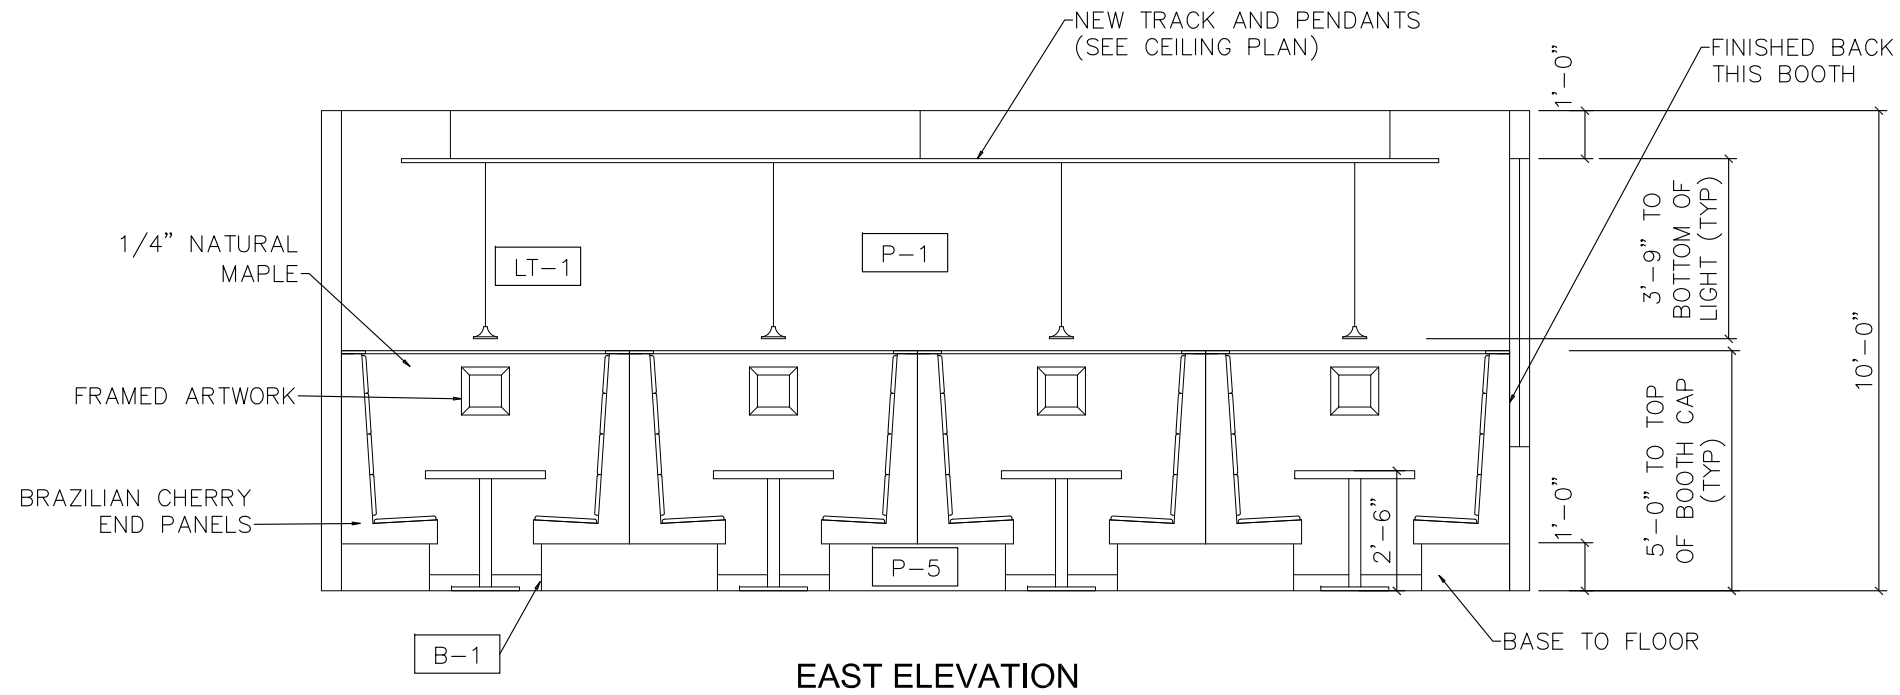 NEW TRACK AND PENDANTS
(SEE CEILING PLAN)
FINISHED BACK
THIS BOOTH
1'-0"
1/4" NATURAL
MAPLE
LT-1
P-1
3'-9" TO
BOTTOM OF
LIGHT (TYP)
10'-0"
FRAMED ARTWORK
BRAZILIAN CHERRY
END PANELS
2'-6"
1'-0"
5'-0" TO TOP
OF BOOTH CAP
(TYP)
P-5
B-1
BASE TO FLOOR
EAST ELEVATION